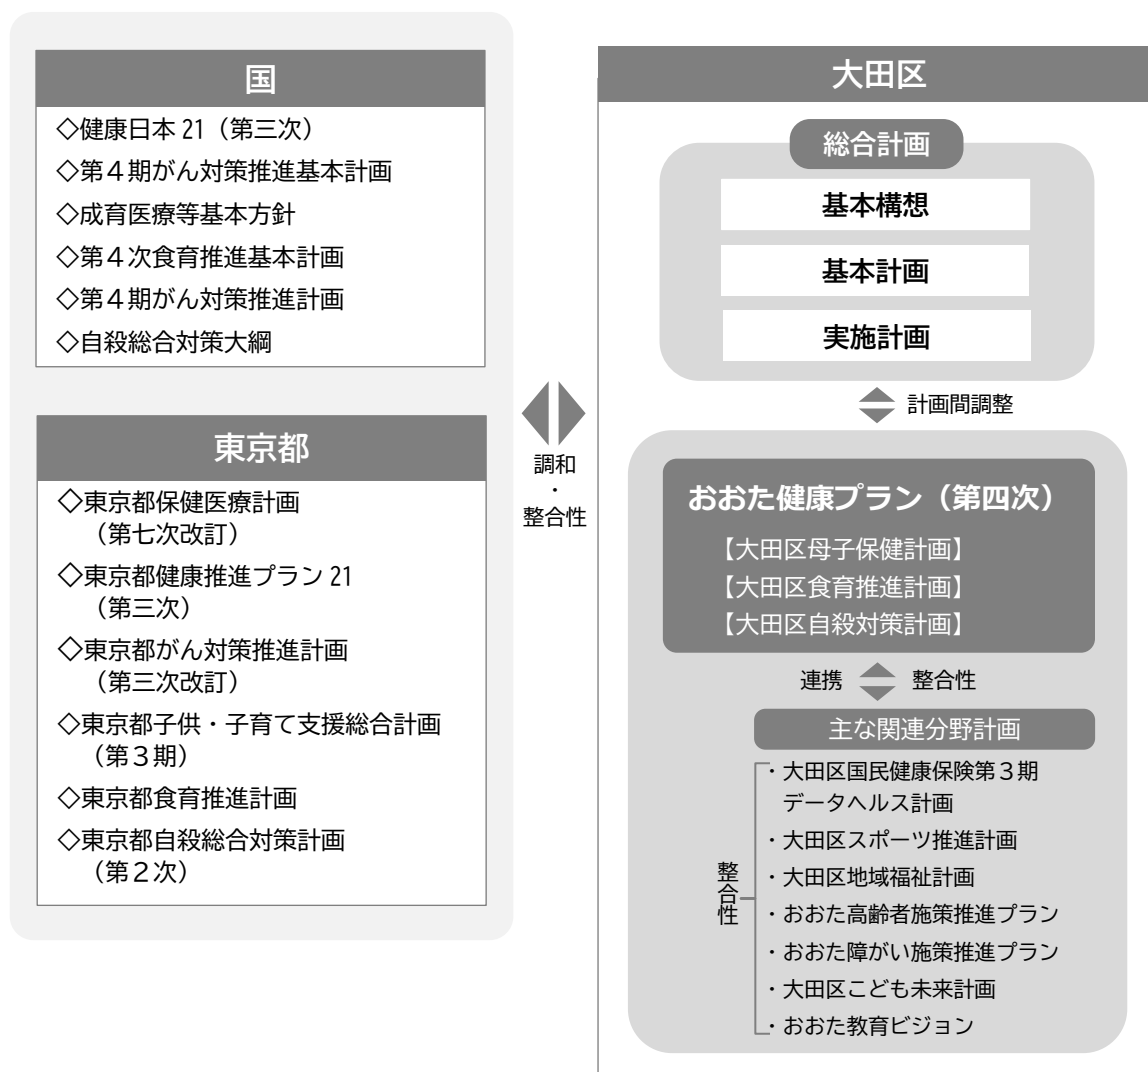 国
◇健康日本 21（第三次）
◇第４期がん対策推進基本計画
◇成育医療等基本方針
◇第４次食育推進基本計画
◇第４期がん対策推進計画
◇自殺総合対策大綱
東京都
◇東京都保健医療計画
（第七次改訂）
◇東京都健康推進プラン 21
（第三次）
◇東京都がん対策推進計画
（第三次改訂）
◇東京都子供・子育て支援総合計画
（第３期）
◇東京都食育推進計画
◇東京都自殺総合対策計画
（第２次）
調和
・
整合性
大田区
総合計画
基本構想
基本計画
実施計画
計画間調整
おおた健康プラン（第四次）
【大田区母子保健計画】
【大田区食育推進計画】
【大田区自殺対策計画】
連携 整合性
主な関連分野計画
整合性
・大田区国民健康保険第３期
データヘルス計画
・大田区スポーツ推進計画
・大田区地域福祉計画
・おおた高齢者施策推進プラン
・おおた障がい施策推進プラン
・大田区こども未来計画
・おおた教育ビジョン